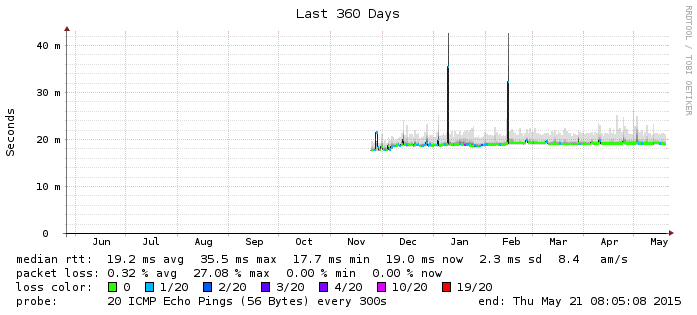 Last 360 Days
RRDTOOL / TOBI OETIKER
Seconds
40 m
30 m
20 m
10 m
0
Jun Jul Aug Sep Oct Nov Dec Jan Feb Mar Apr May
median rtt: 19.2 ms avg 35.5 ms max 17.7 ms min 19.0 ms now 2.3 ms sd 8.4 am/s
packet loss: 0.32 % avg 27.08 % max 0.00 % min 0.00 % now
loss color: 0 1/20 2/20 3/20 4/20 10/20 19/20
probe: 20 ICMP Echo Pings (56 Bytes) every 300s end: Thu May 21 08:05:08 2015